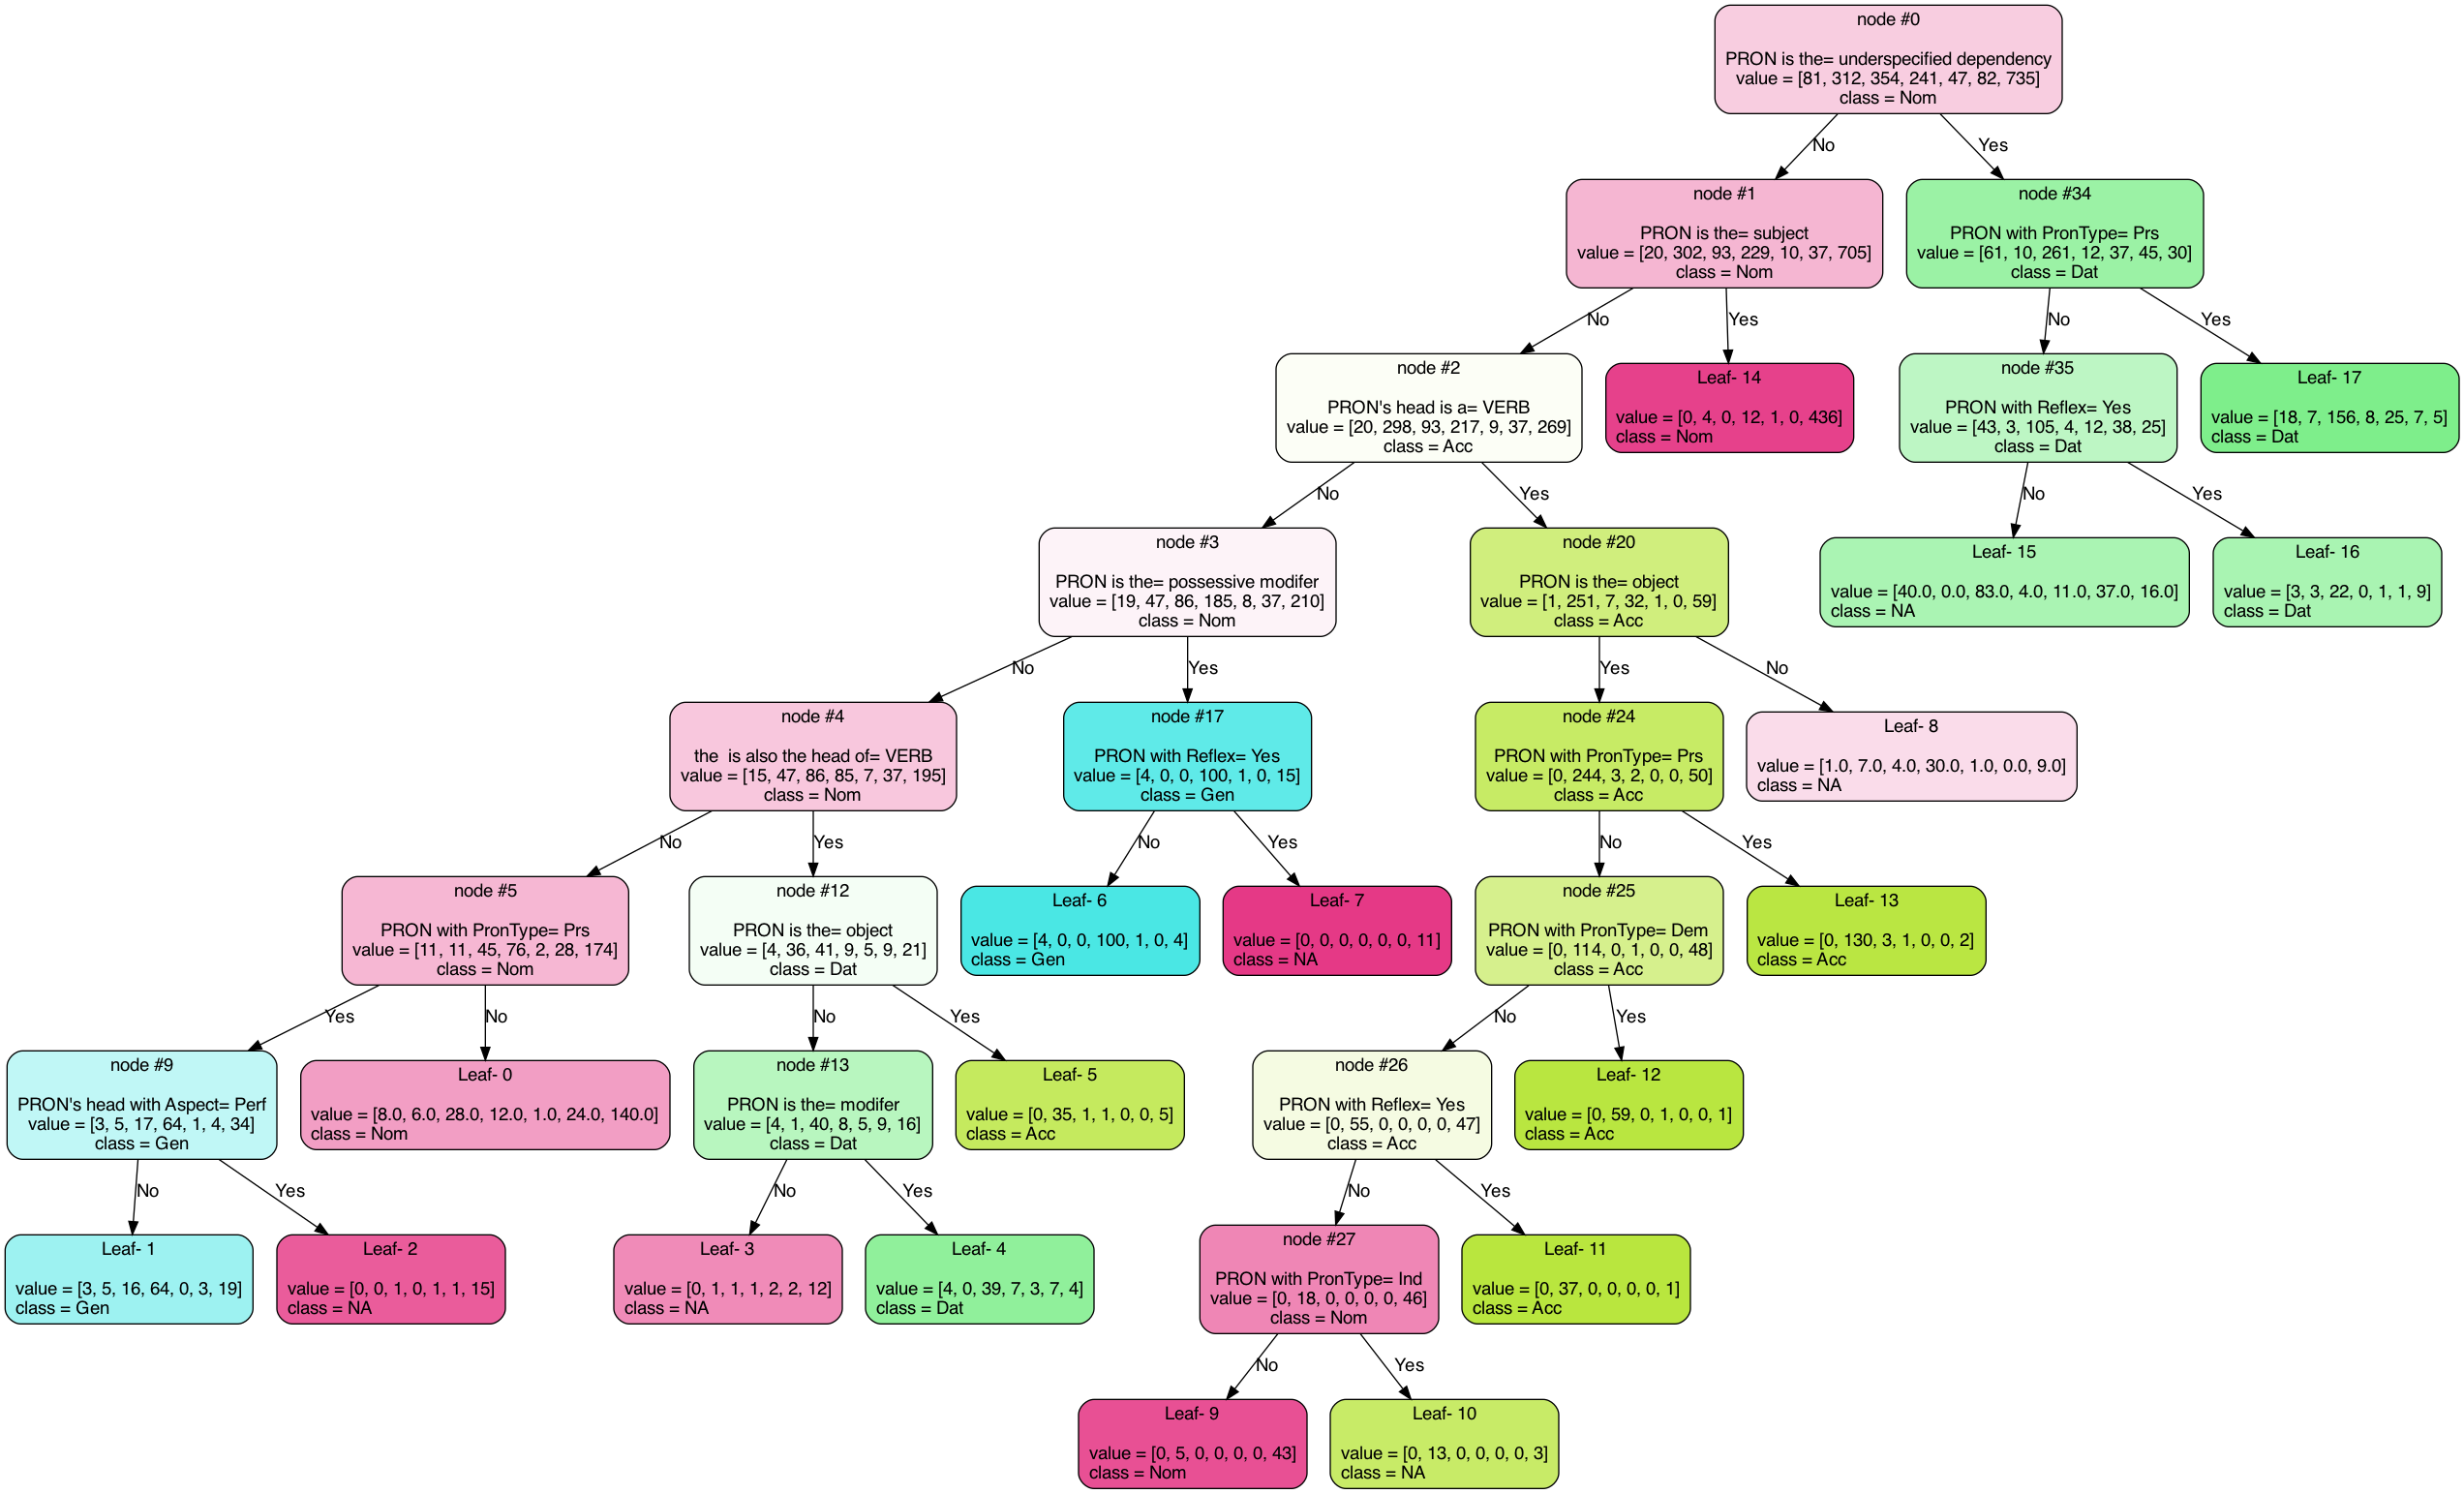 node #0
PRON is the= underspecified dependency
value = [81, 312, 354, 241, 47, 82, 735]
class = Nom
No
Yes
node #1
PRON is the= subject
value = [20, 302, 93, 229, 10, 37, 705]
class = Nom
node #34
PRON with PronType= Prs
value = [61, 10, 261, 12, 37, 45, 30]
class = Dat
No
Yes
No
Yes
node #2
PRON's head is a= VERB
value = [20, 298, 93, 217, 9, 37, 269]
class = Acc
Leaf- 14
value = [0, 4, 0, 12, 1, 0, 436]
class = Nom
node #35
PRON with Reflex= Yes
value = [43, 3, 105, 4, 12, 38, 25]
class = Dat
Leaf- 17
value = [18, 7, 156, 8, 25, 7, 5]
class = Dat
No
Yes
No
Yes
node #3
PRON is the= possessive modifer
value = [19, 47, 86, 185, 8, 37, 210]
class = Nom
node #20
PRON is the= object
value = [1, 251, 7, 32, 1, 0, 59]
class = Acc
Leaf- 15
value = [40.0, 0.0, 83.0, 4.0, 11.0, 37.0, 16.0]
class = NA
Leaf- 16
value = [3, 3, 22, 0, 1, 1, 9]
class = Dat
No
Yes
Yes
No
node #4
the  is also the head of= VERB
value = [15, 47, 86, 85, 7, 37, 195]
class = Nom
node #17
PRON with Reflex= Yes
value = [4, 0, 0, 100, 1, 0, 15]
class = Gen
node #24
PRON with PronType= Prs
value = [0, 244, 3, 2, 0, 0, 50]
class = Acc
Leaf- 8
value = [1.0, 7.0, 4.0, 30.0, 1.0, 0.0, 9.0]
class = NA
No
Yes
No
Yes
No
Yes
node #5
PRON with PronType= Prs
value = [11, 11, 45, 76, 2, 28, 174]
class = Nom
node #12
PRON is the= object
value = [4, 36, 41, 9, 5, 9, 21]
class = Dat
Leaf- 6
value = [4, 0, 0, 100, 1, 0, 4]
class = Gen
Leaf- 7
value = [0, 0, 0, 0, 0, 0, 11]
class = NA
node #25
PRON with PronType= Dem
value = [0, 114, 0, 1, 0, 0, 48]
class = Acc
Leaf- 13
value = [0, 130, 3, 1, 0, 0, 2]
class = Acc
Yes
No
No
Yes
No
Yes
node #9
PRON's head with Aspect= Perf
value = [3, 5, 17, 64, 1, 4, 34]
class = Gen
Leaf- 0
value = [8.0, 6.0, 28.0, 12.0, 1.0, 24.0, 140.0]
class = Nom
node #13
PRON is the= modifer
value = [4, 1, 40, 8, 5, 9, 16]
class = Dat
Leaf- 5
value = [0, 35, 1, 1, 0, 0, 5]
class = Acc
node #26
PRON with Reflex= Yes
value = [0, 55, 0, 0, 0, 0, 47]
class = Acc
Leaf- 12
value = [0, 59, 0, 1, 0, 0, 1]
class = Acc
No
Yes
No
Yes
No
Yes
Leaf- 1
value = [3, 5, 16, 64, 0, 3, 19]
class = Gen
Leaf- 2
value = [0, 0, 1, 0, 1, 1, 15]
class = NA
Leaf- 3
value = [0, 1, 1, 1, 2, 2, 12]
class = NA
Leaf- 4
value = [4, 0, 39, 7, 3, 7, 4]
class = Dat
node #27
PRON with PronType= Ind
value = [0, 18, 0, 0, 0, 0, 46]
class = Nom
Leaf- 11
value = [0, 37, 0, 0, 0, 0, 1]
class = Acc
No
Yes
Leaf- 9
value = [0, 5, 0, 0, 0, 0, 43]
class = Nom
Leaf- 10
value = [0, 13, 0, 0, 0, 0, 3]
class = NA